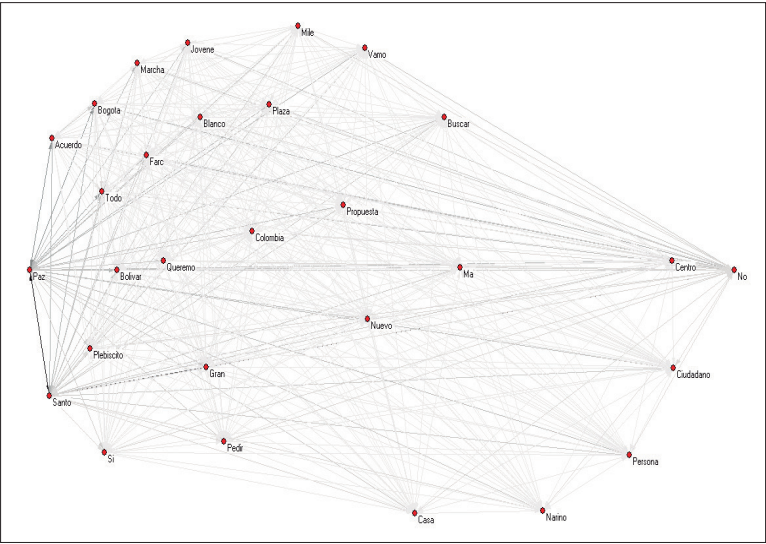 Mile
Jovene
Vamo
Marcha
Bogota
Plaza
Blanco
Buscar
Acuerdo
Farc
Todo
Propuesta
Colombia
Queremo
Centro
Paz
Bolivar
Ma
No
Nuevo
Plebiscito
Gran
Ciudadano
Santo
Pedir
Si
Persona
Casa
Narino